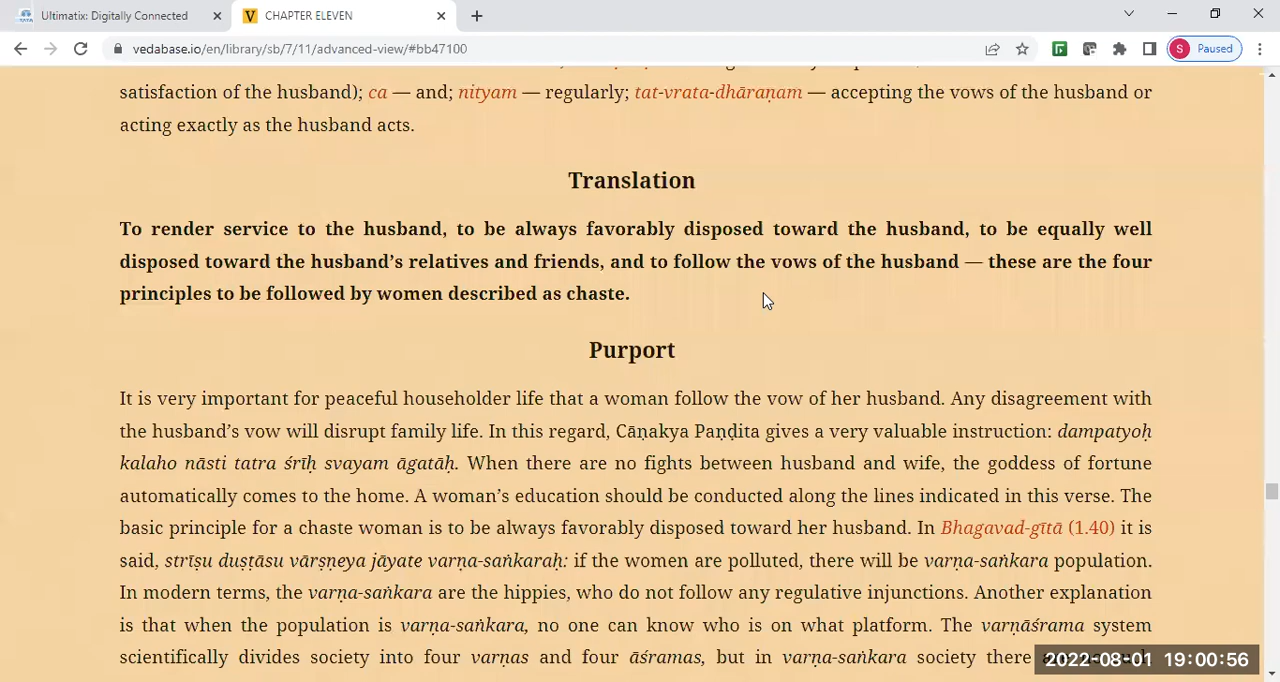 Ultimatix: Digitally Connected
CHAPTER ELEVEN
vedabase.io/en/library/sb/7/11/advanced-view/#bb47100
S Paused
satisfaction of the husband); ca — and; nityam — regularly; tat-vrata-dhāraṇam — accepting the vows of the husband or
acting exactly as the husband acts.
Translation
To render service to the husband, to be always favorably disposed toward the husband, to be equally well
disposed toward the husband's relatives and friends, and to follow the vows of the husband — these are the four
principles to be followed by women described as chaste.
Purport
It is very important for peaceful householder life that a woman follow the vow of her husband. Any disagreement with
the husband's vow will disrupt family life. In this regard, Cāṇakya Paṇḍita gives a very valuable instruction: dampatyoḥ
kalaho nāsti tatra śrīḥ svayam āgatāḥ. When there are no fights between husband and wife, the goddess of fortune
automatically comes to the home. A woman's education should be conducted along the lines indicated in this verse. The
basic principle for a chaste woman is to be always favorably disposed toward her husband. In Bhagavad-gītā (1.40) it is
said, strīṣu duṣṭāsu vārṣṇeya jāyate varṇa-saṅkaraḥ: if the women are polluted, there will be varṇa-saṅkara population.
In modern terms, the varṇa-saṅkara are the hippies, who do not follow any regulative injunctions. Another explanation
is that when the population is varṇa-saṅkara, no one can know who is on what platform. The varṇāśrama system
scientifically divides society into four varṇas and four āśramas, but in varṇa-saṅkara society there
2022-08-01 19:00:56